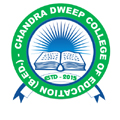 CHANDRA DWEEP COLLEGE
OF EDUCATION (B.ED.)
ESTD - 2015